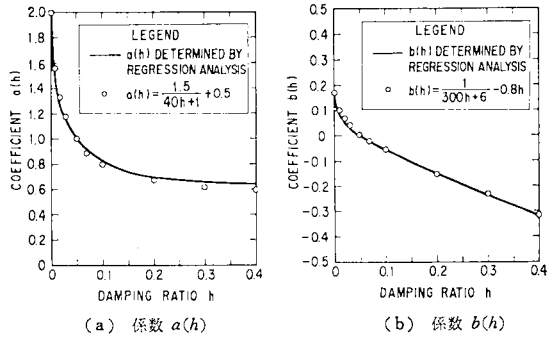 LEGEND
a(h) DETERMINED BY
REGRESSION ANALYSIS
a(h)=1.5/(40h+1)+0.5
COEFFICIENT a(h)
2.0
1.8
1.6
1.4
1.2
1.0
0.8
0.6
0.4
0.2
0
0 0.1 0.2 0.3 0.4
DAMPING RATIO h
(a) 係数 a(h)
LEGEND
b(h) DETERMINED BY
REGRESSION ANALYSIS
b(h)=1/(300h+6)-0.8h
COEFFICIENT b(h)
0.5
0.4
0.3
0.2
0.1
0
-0.1
-0.2
-0.3
-0.4
-0.5
0 0.1 0.2 0.3 0.4
DAMPING RATIO h
(b) 係数 b(h)